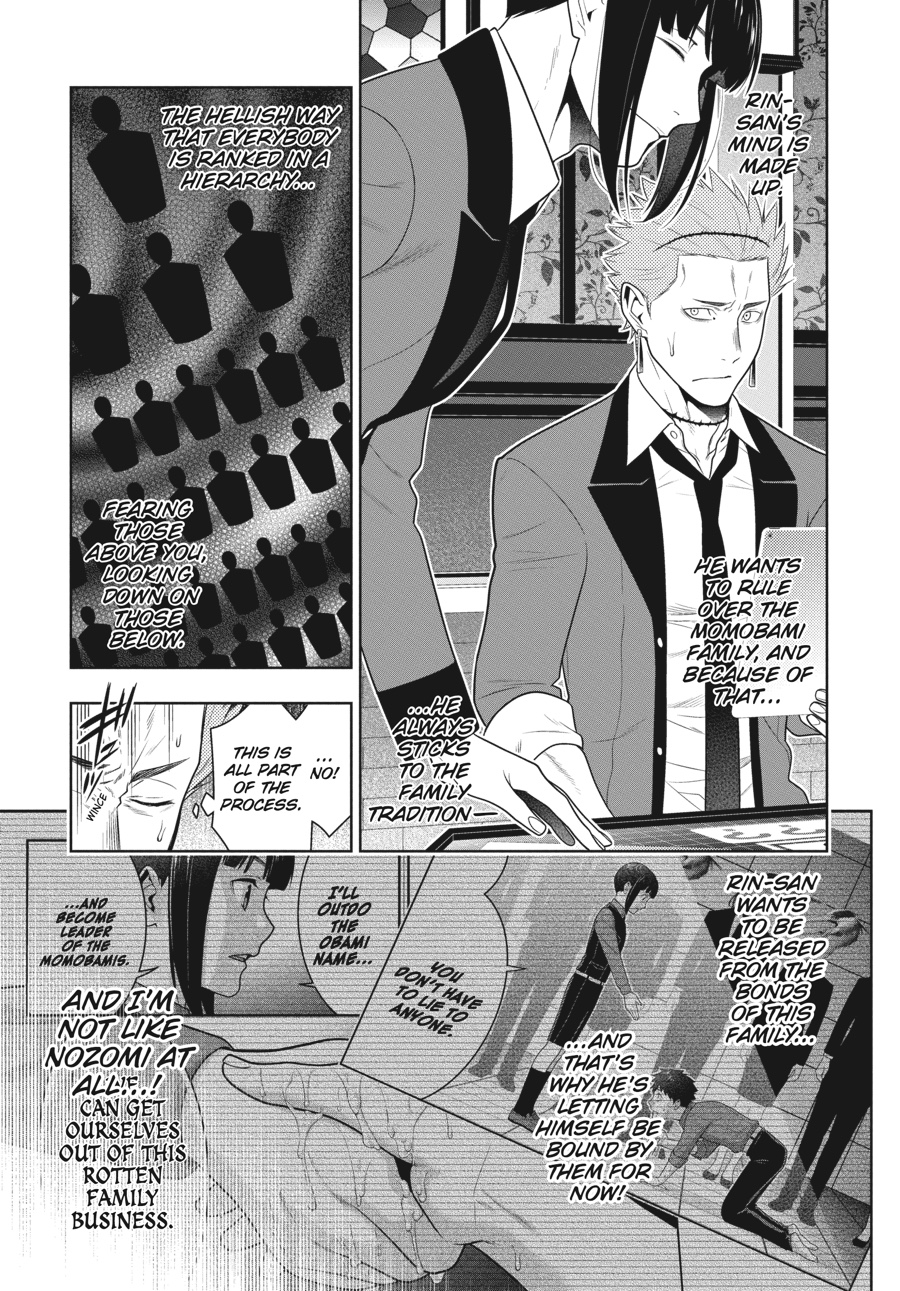 RIN-
SAN'S
MIND IS
MADE
UP.
HE WANTS
TO RULE
OVER THE
MOMOBAMI
FAMILY, AND
BECAUSE OF
THAT...
...HE
ALWAYS
STICKS
TO THE
FAMILY
TRADITION—
THE HELLISH WAY
THAT EVERYBODY
IS RANKED IN A
HIERARCHY...
FEARING
THOSE
ABOVE YOU,
LOOKING
DOWN ON
THOSE
BELOW.
...
NO!
THIS IS
ALL PART
OF THE
PROCESS.
WINCE
RIN-SAN
WANTS
TO BE
RELEASED
FROM THE
BONDS
OF THIS
FAMILY...
...AND
THAT'S
WHY HE'S
LETTING
HIMSELF BE
BOUND BY
THEM FOR
NOW!
YOU
DON'T HAVE
TO LIE TO
ANYONE.
I'LL
OUTDO
THE
OBAMI
NAME...
...AND
BECOME
LEADER
OF THE
MOMOBAMIS.
AND I'M
NOT LIKE
NOZOMI AT
ALL...!
CAN GET
OURSELVES
OUT OF THIS
ROTTEN
FAMILY
BUSINESS.